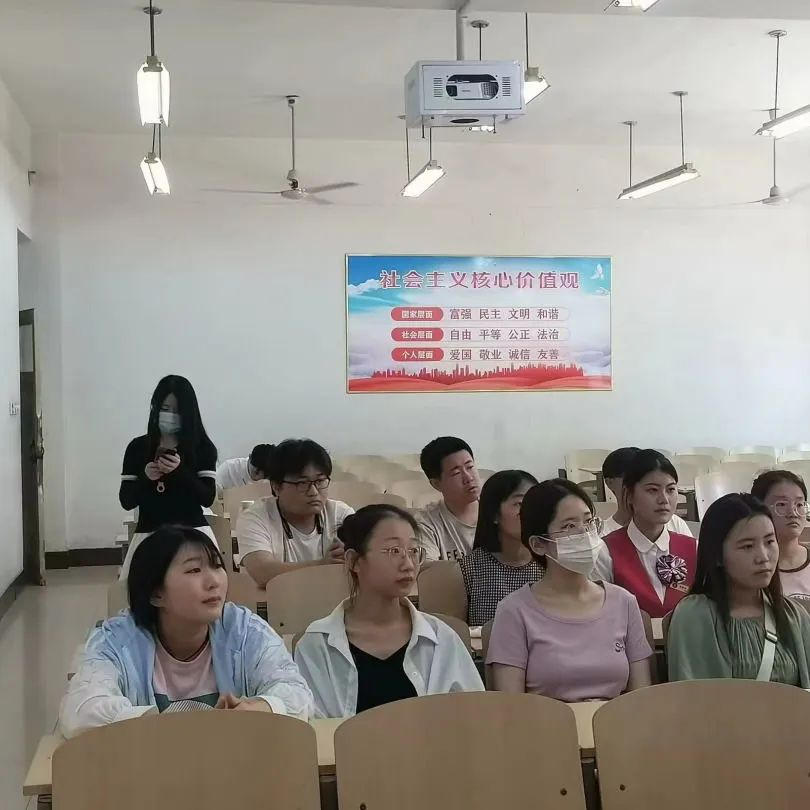 社会主义核心价值观
国家层面 富强 民主 文明 和谐
社会层面 自由 平等 公正 法治
个人层面 爱国 敬业 诚信 友善